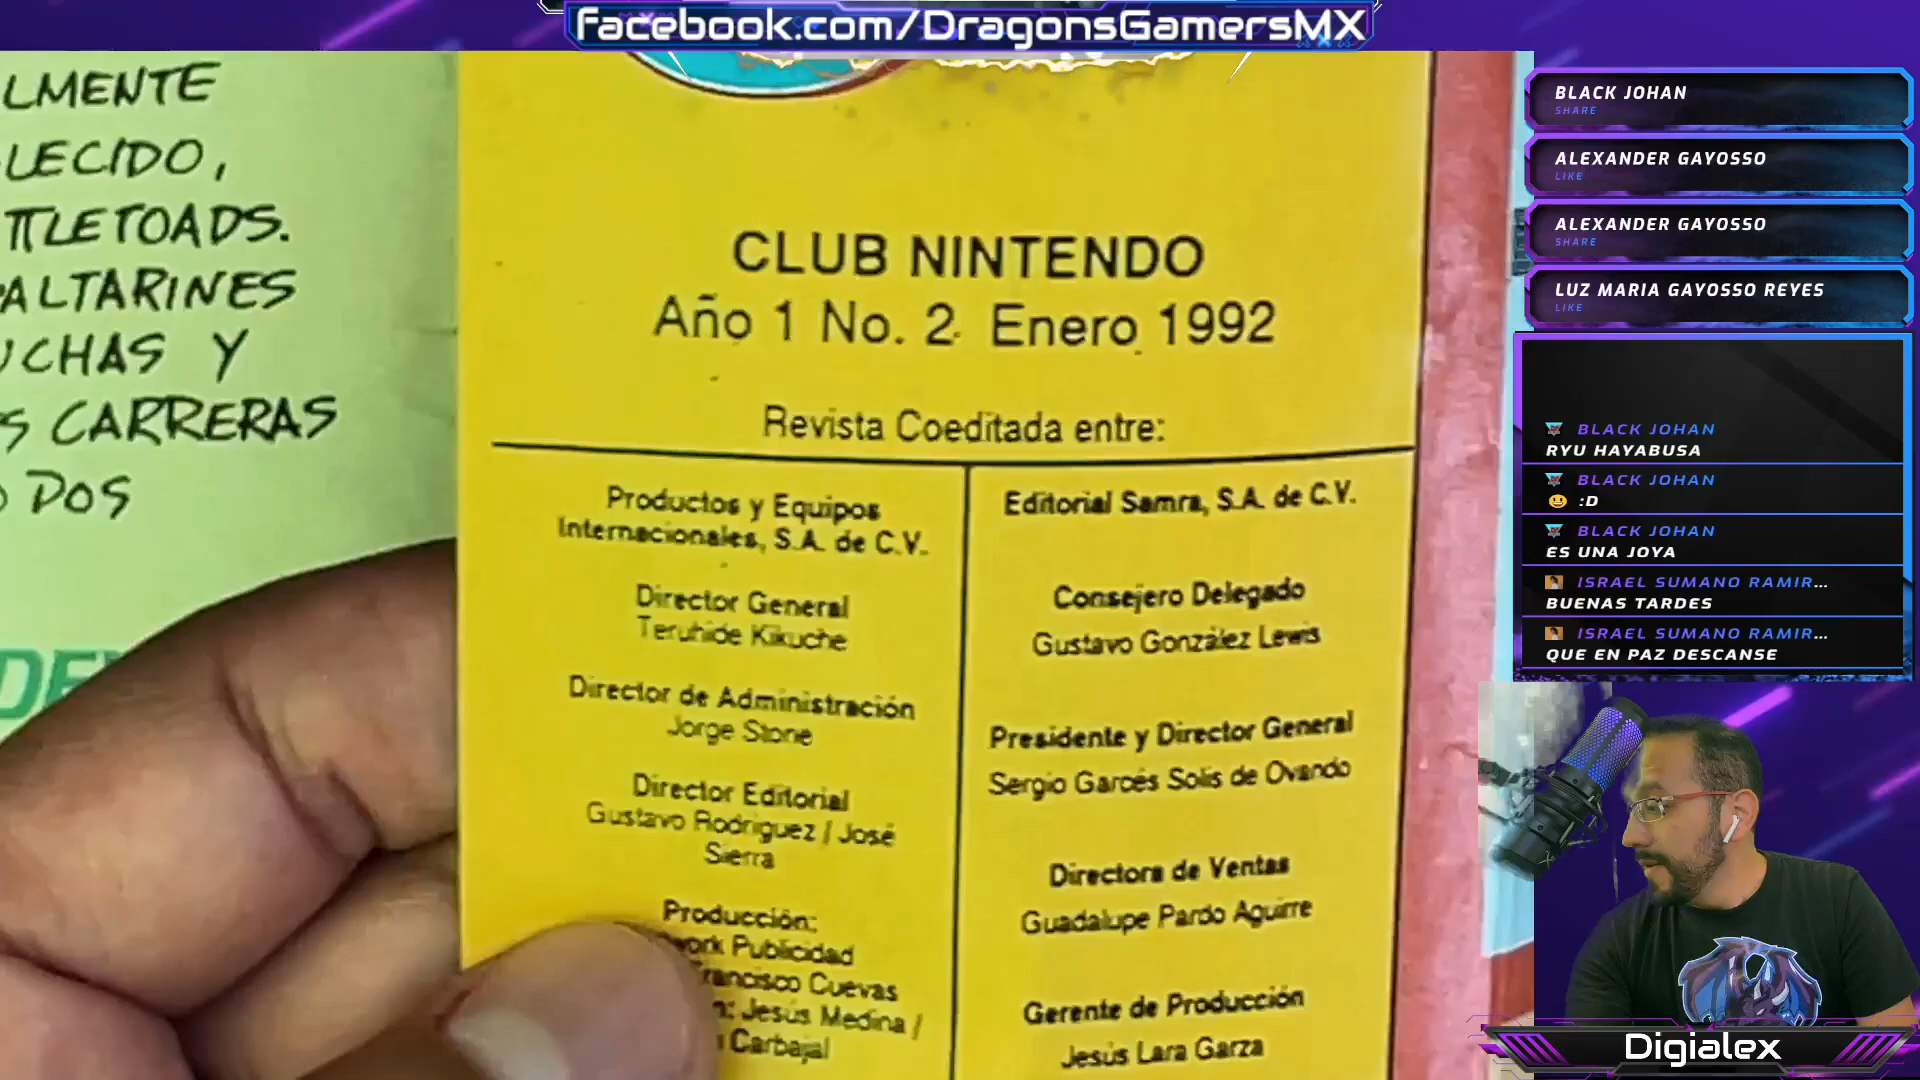 facebook.com/DragonsGamersMX
LMENTE
LECIDO,
TTLETOADS.
ALTARINES
UCHAS Y
S CARRERAS
O DOS
DE
CLUB NINTENDO
Año 1 No. 2 Enero 1992
Revista Coeditada entre:
Productos y Equipos
Internacionales, S.A. de C.V.
Director General
Teruhide Kikuche
Director de Administración
Jorge Stone
Director Editorial
Gustavo Rodriguez / José
Sierra
Producción:
work Publicidad
Francisco Cuevas
n: Jesús Medina /
Carbajal
Editorial Samra, S.A. de C.V.
Consejero Delegado
Gustavo González Lewis
Presidente y Director General
Sergio Garcés Solis de Ovando
Directora de Ventas
Guadalupe Pardo Aguirre
Gerente de Producción
Jesús Lara Garza
BLACK JOHAN
SHARE
ALEXANDER GAYOSSO
LIKE
ALEXANDER GAYOSSO
SHARE
LUZ MARIA GAYOSSO REYES
LIKE
BLACK JOHAN
RYU HAYABUSA
BLACK JOHAN
:D
BLACK JOHAN
ES UNA JOYA
ISRAEL SUMANO RAMIR...
BUENAS TARDES
ISRAEL SUMANO RAMIR...
QUE EN PAZ DESCANSE
Digialex